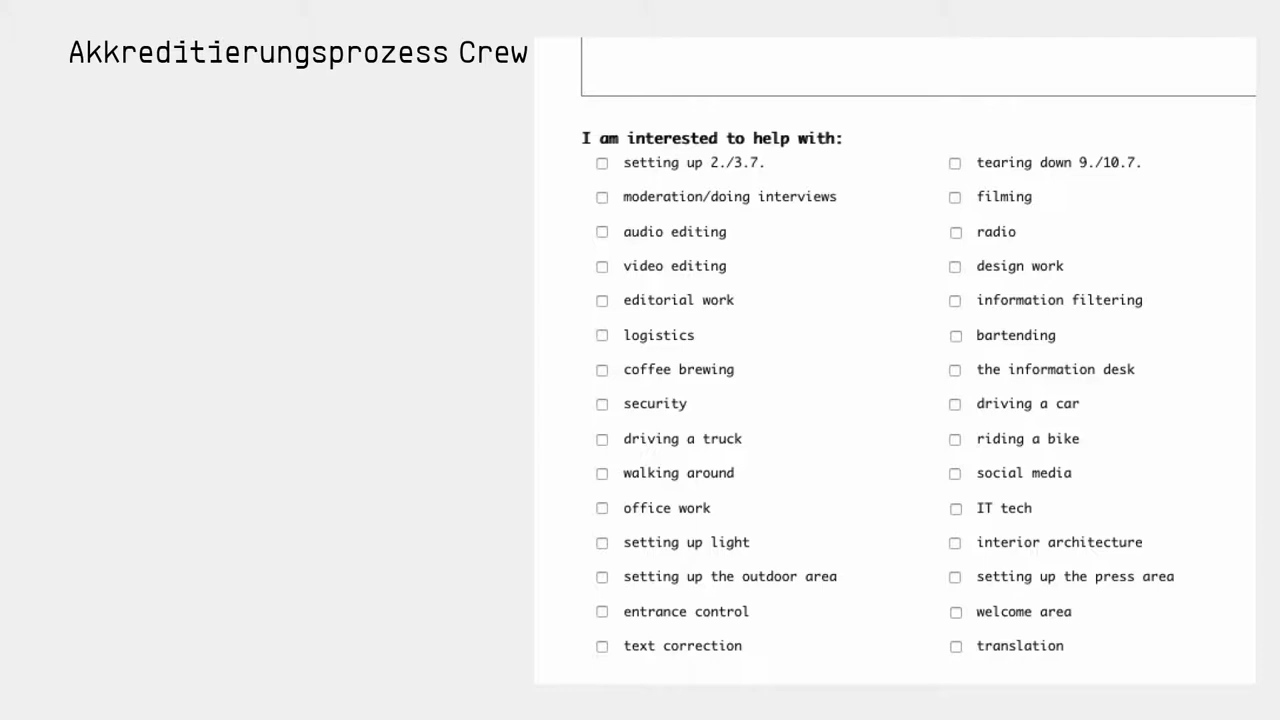 Akkreditierungsprozess Crew
I am interested to help with:
setting up 2./3.7.
tearing down 9./10.7.
moderation/doing interviews
filming
audio editing
radio
video editing
design work
editorial work
information filtering
logistics
bartending
coffee brewing
the information desk
security
driving a car
driving a truck
riding a bike
walking around
social media
office work
IT tech
setting up light
interior architecture
setting up the outdoor area
setting up the press area
entrance control
welcome area
text correction
translation